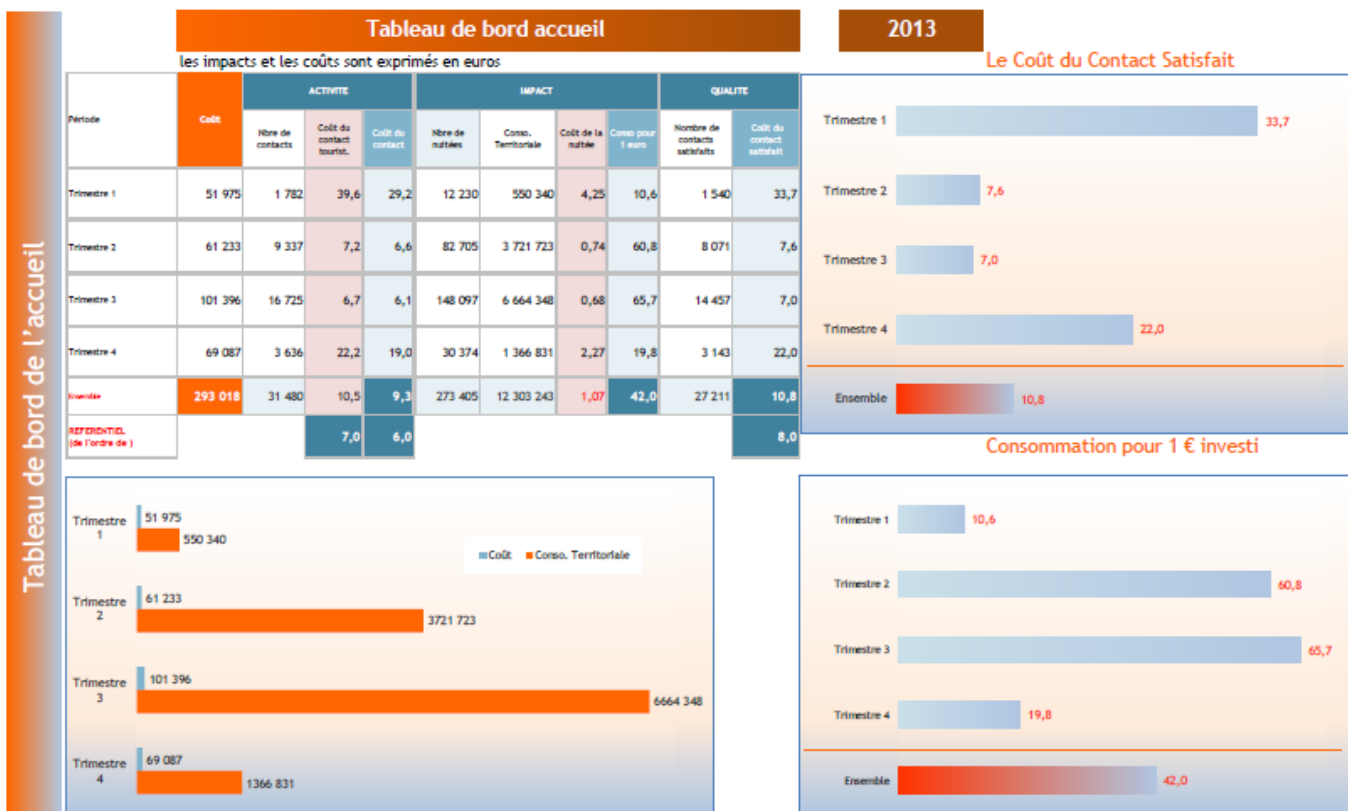 Tableau de bord de l'accueil
Tableau de bord accueil
2013
les impacts et les coûts sont exprimés en euros
Période Coût ACTIVITE IMPACT QUALITE
Nbre de contacts Coût du contact tourist. Coût du contact Nbre de nuitées Conso. Territoriale Coût de la nuitée Conso pour 1 euro Nombre de contacts satisfaits Coût du contact satisfait
Trimestre 1 51 975 1 782 39,6 29,2 12 230 550 340 4,25 10,6 1 540 33,7
Trimestre 2 61 233 9 337 7,2 6,6 82 705 3 721 723 0,74 60,8 8 071 7,6
Trimestre 3 101 396 16 725 6,7 6,1 148 097 6 664 348 0,68 65,7 14 457 7,0
Trimestre 4 69 087 3 636 22,2 19,0 30 374 1 366 831 2,27 19,8 3 143 22,0
Ensemble 293 018 31 480 10,5 9,3 273 405 12 303 243 1,07 42,0 27 211 10,8
REFERENTIEL
(de l'ordre de ) 7,0 6,0 8,0
Le Coût du Contact Satisfait
Trimestre 1 33,7
Trimestre 2 7,6
Trimestre 3 7,0
Trimestre 4 22,0
Ensemble 10,8
Trimestre
1
51 975
550 340
Coût Conso. Territoriale
Trimestre
2
61 233
3721 723
Trimestre
3
101 396
6664 348
Trimestre
4
69 087
1366 831
Consommation pour 1 € investi
Trimestre 1 10,6
Trimestre 2 60,8
Trimestre 3 65,7
Trimestre 4 19,8
Ensemble 42,0